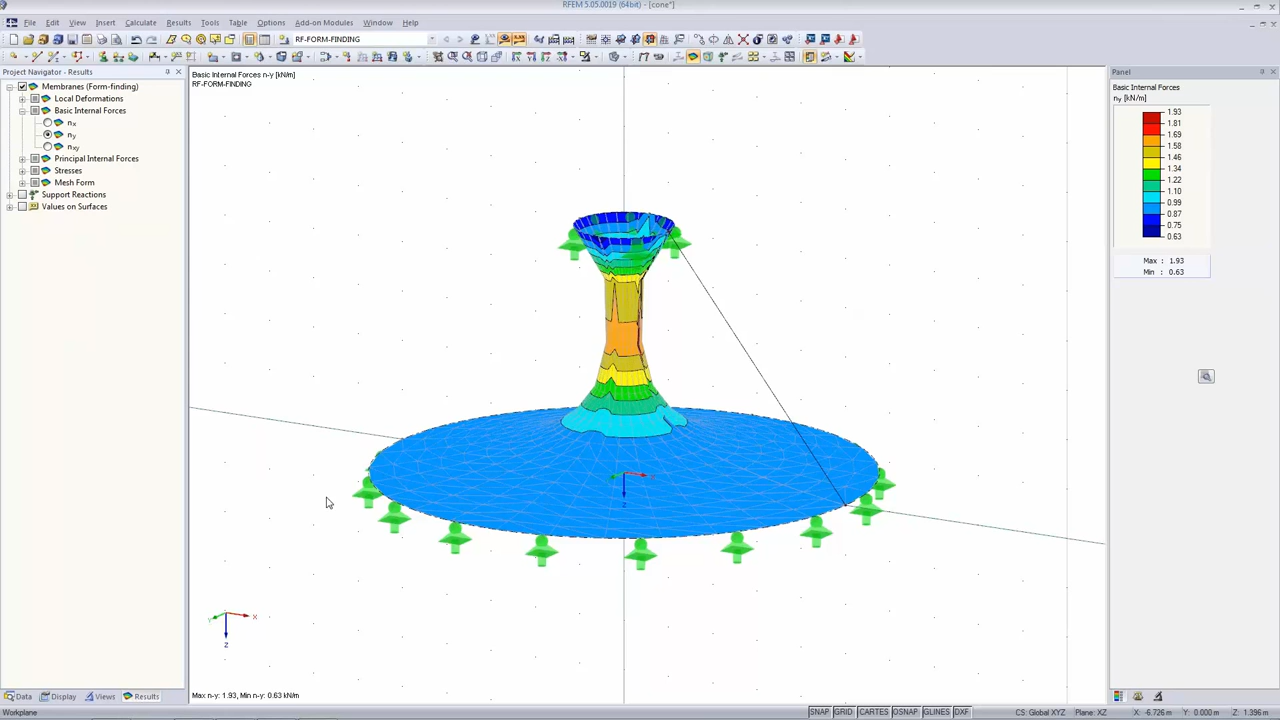 RFEM 5.05.0019 (64bit) - [cone*]
File Edit View Insert Calculate Results Tools Table Options Add-on Modules Window Help
RF-FORM-FINDING
Project Navigator - Results
Membranes (Form-finding)
Local Deformations
Basic Internal Forces
nx
ny
nxy
Principal Internal Forces
Stresses
Mesh Form
Support Reactions
Values on Surfaces
Data Display Views Results
Workplane
Basic Internal Forces n-y [kN/m]
RF-FORM-FINDING
X
Y
Z
Z
Max n-y: 1.93, Min n-y: 0.63 kN/m
Panel
Basic Internal Forces
ny [kN/m]
1.93
1.81
1.69
1.58
1.46
1.34
1.22
1.10
0.99
0.87
0.75
0.63
Max : 1.93
Min : 0.63
SNAP GRID CARTES OSNAP GLINES DXF CS: Global XYZ Plane: XZ X: -6.726 m Y: 0.000 m Z: 1.396 m